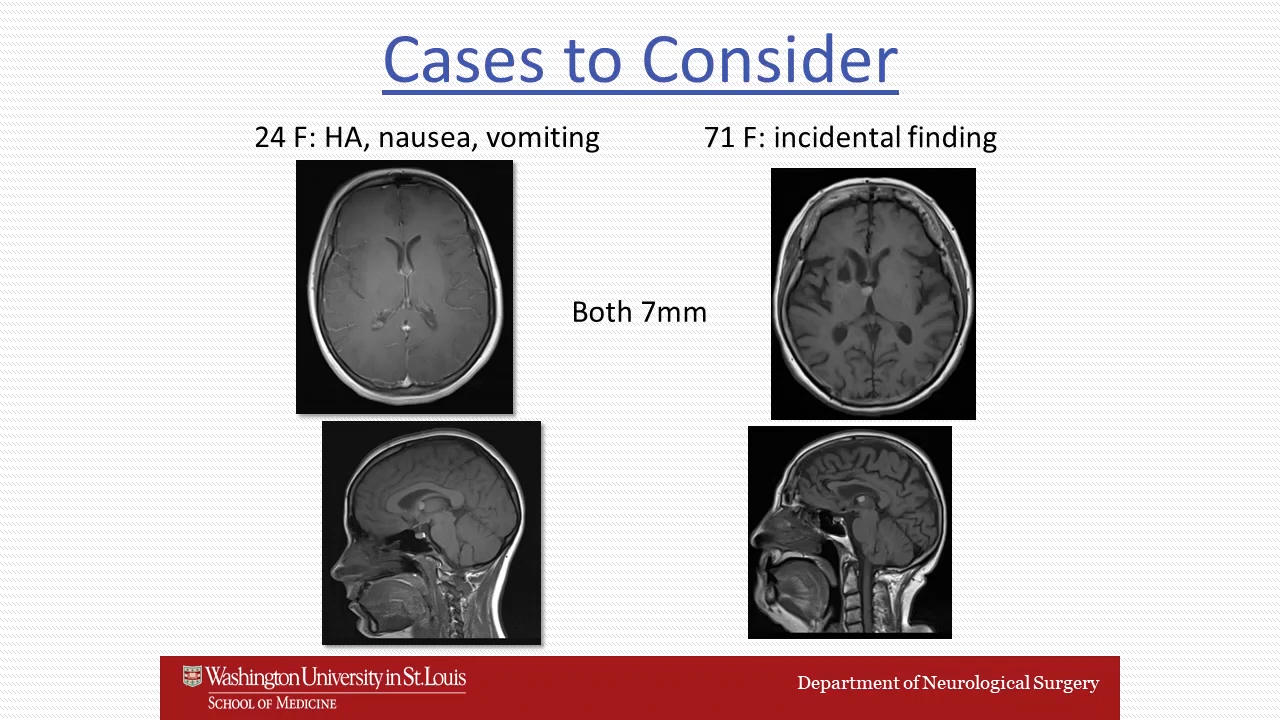 Cases to Consider
24 F: HA, nausea, vomiting
71 F: incidental finding
Both 7mm
Washington University in St. Louis
SCHOOL OF MEDICINE
Department of Neurological Surgery